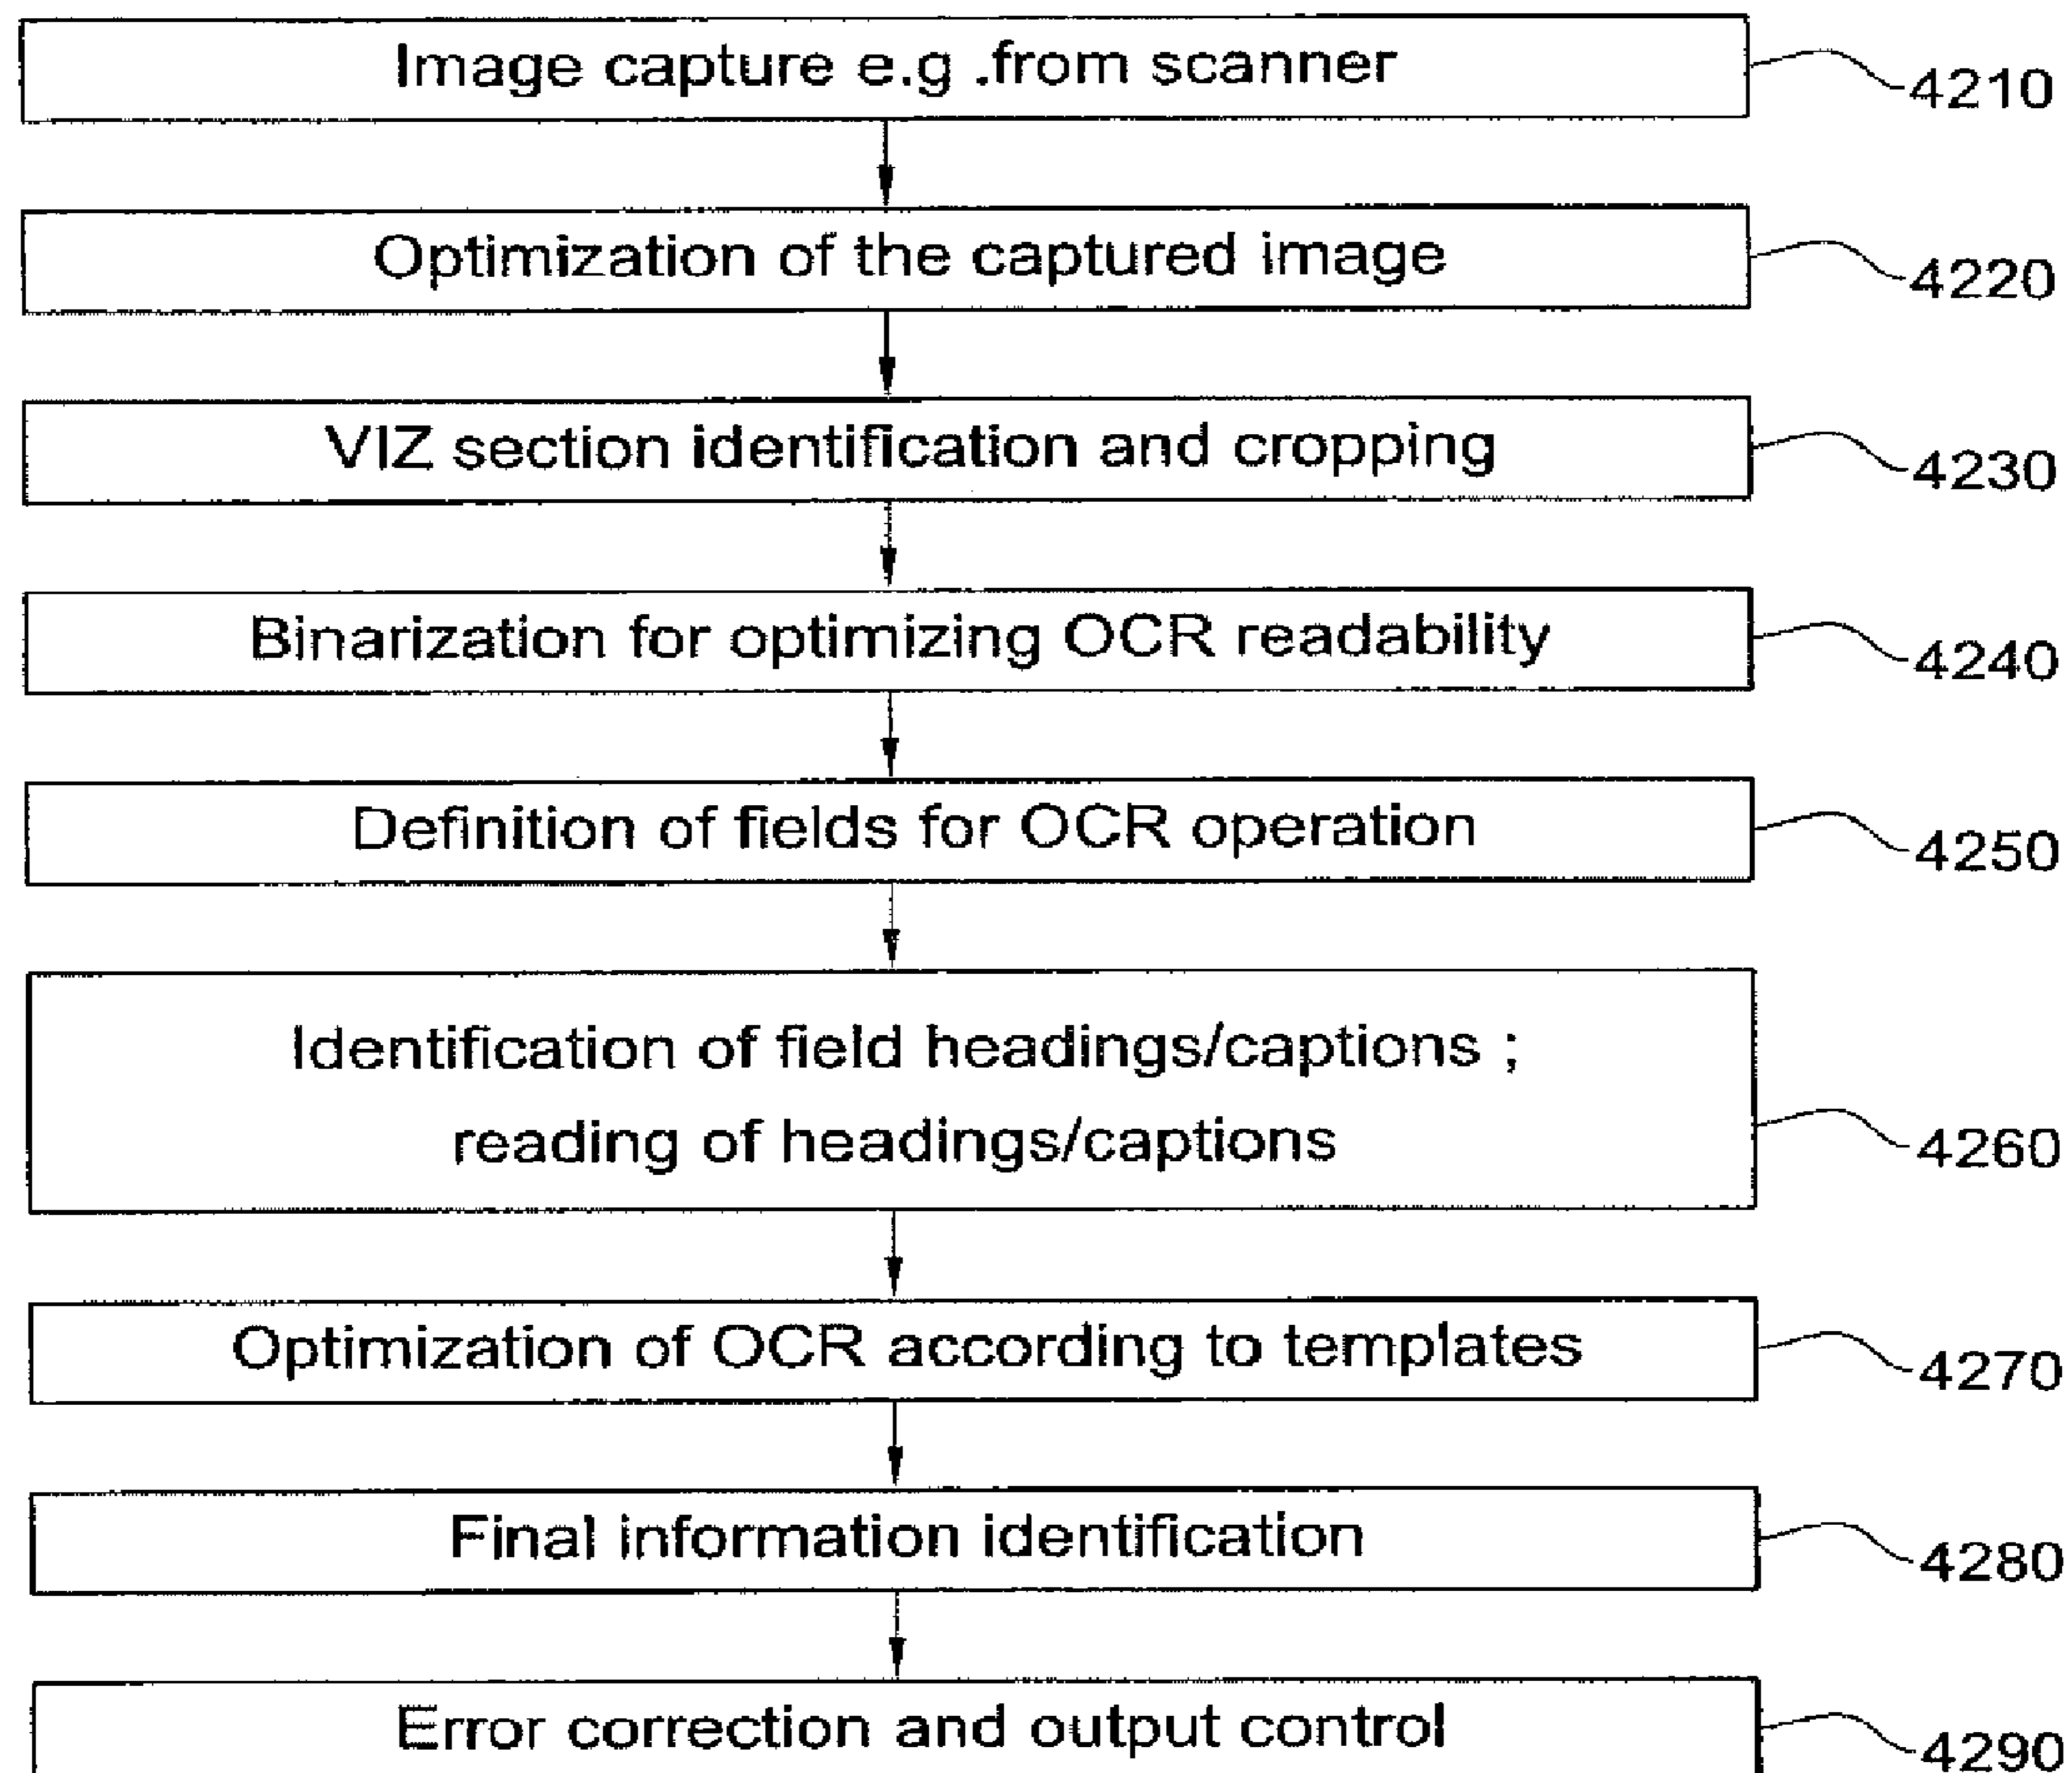 Image capture e.g .from scanner
4210
Optimization of the captured image
4220
VIZ section identification and cropping
4230
Binarization for optimizing OCR readability
4240
Definition of fields for OCR operation
4250
Identification of field headings/captions ;
reading of headings/captions
4260
Optimization of OCR according to templates
4270
Final information identification
4280
Error correction and output control
4290